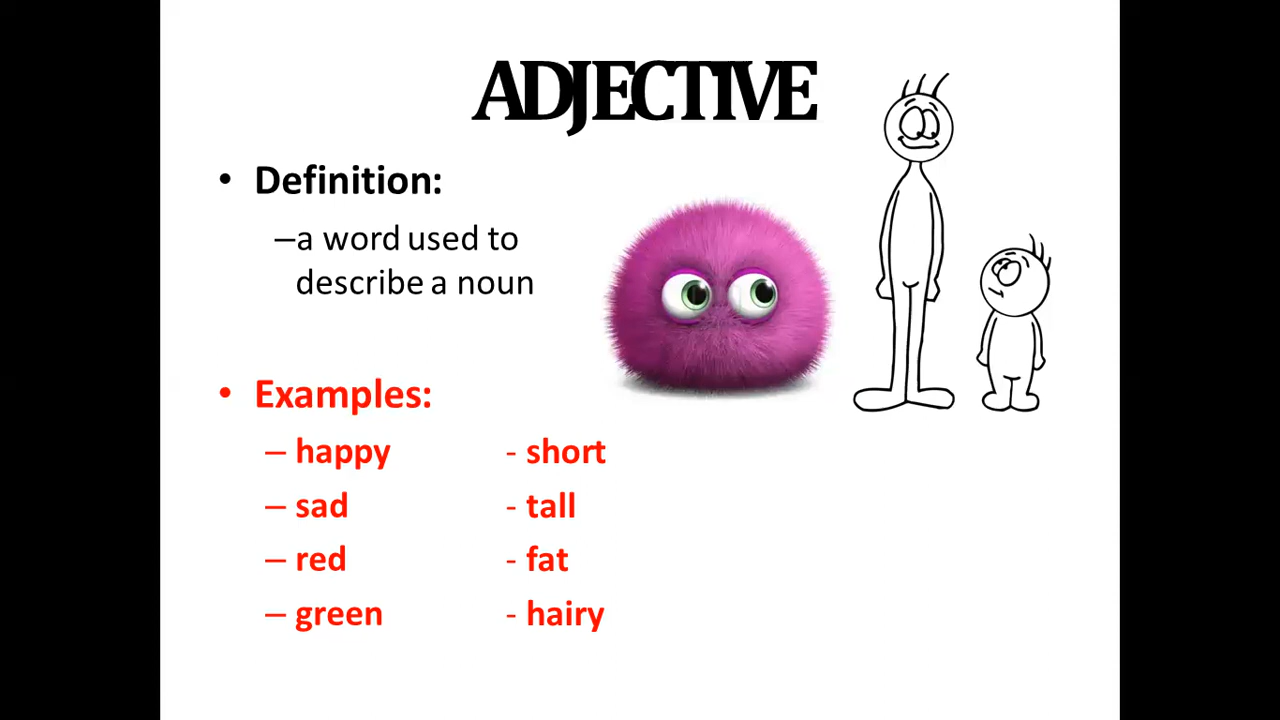 ADJECTIVE
• Definition:
–a word used to
describe a noun
• Examples:
– happy - short
– sad - tall
– red - fat
– green - hairy